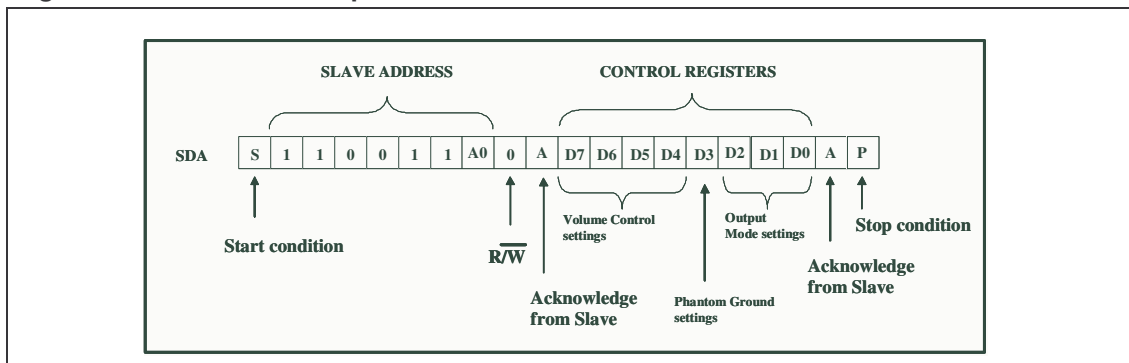 SLAVE ADDRESS CONTROL REGISTERS
SDA S 1 1 0 0 1 1 A0 0 A D7 D6 D5 D4 D3 D2 D1 D0 A P
Volume Control
settings
Output
Mode settings
Stop condition
Start condition
R/W
Acknowledge
from Slave
Phantom Ground
settings
Acknowledge
from Slave